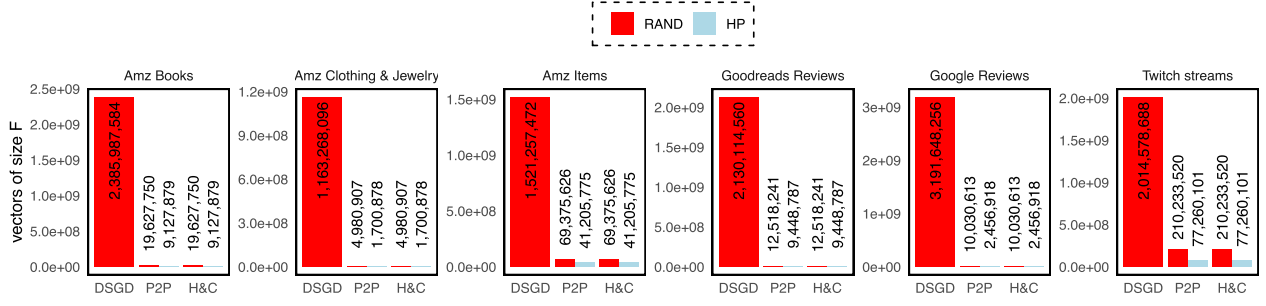 RAND HP
Amz Books
Amz Clothing & Jewelry
Amz Items
Goodreads Reviews
Google Reviews
Twitch streams
vectors of size F
2.5e+09
2.0e+09
1.5e+09
1.0e+09
5.0e+08
0.0e+00
2,385,987,584
19,627,750
9,127,879
19,627,750
9,127,879
DSGD P2P H&C
1.2e+09
9.0e+08
6.0e+08
3.0e+08
0.0e+00
1,163,268,096
4,980,907
1,700,878
4,980,907
1,700,878
DSGD P2P H&C
1.5e+09
1.0e+09
5.0e+08
0.0e+00
1,521,257,472
69,375,626
41,205,775
69,375,626
41,205,775
DSGD P2P H&C
2.0e+09
1.5e+09
1.0e+09
5.0e+08
0.0e+00
2,130,114,560
12,518,241
9,448,787
12,518,241
9,448,787
DSGD P2P H&C
3e+09
2e+09
1e+09
0e+00
3,191,648,256
10,030,613
2,456,918
10,030,613
2,456,918
DSGD P2P H&C
2.0e+09
1.5e+09
1.0e+09
5.0e+08
0.0e+00
2,014,578,688
210,233,520
77,260,101
210,233,520
77,260,101
DSGD P2P H&C